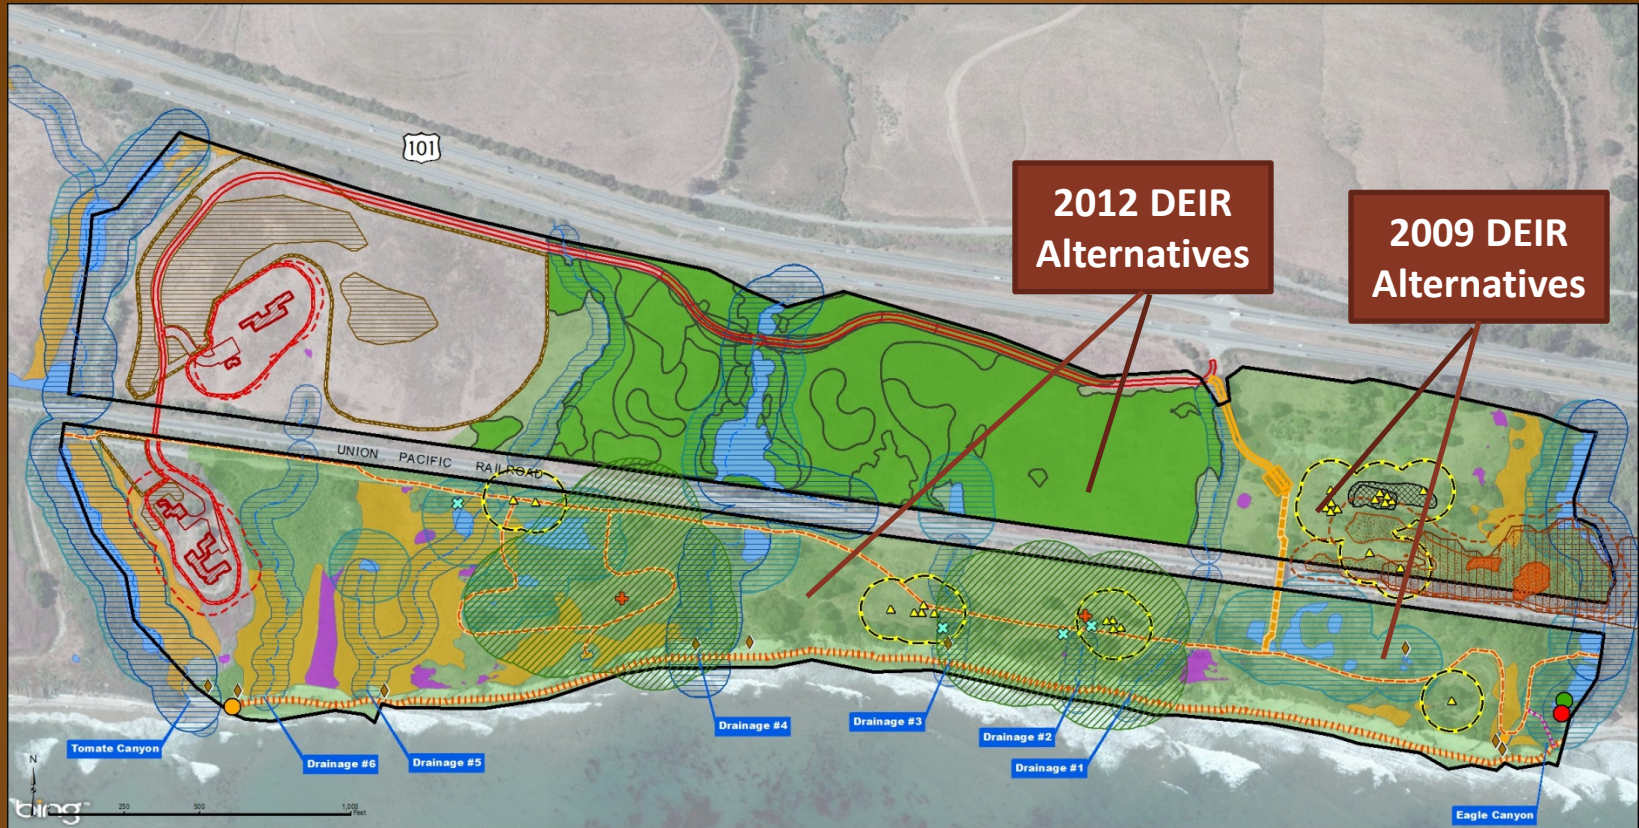 101
2012 DEIR
Alternatives
2009 DEIR
Alternatives
UNION PACIFIC RAILROAD
Drainage #4
Drainage #3
Drainage #2
Drainage #1
Tomate Canyon
Drainage #6
Drainage #5
Eagle Canyon
N
S
bing™
250
500
1,000
Feet